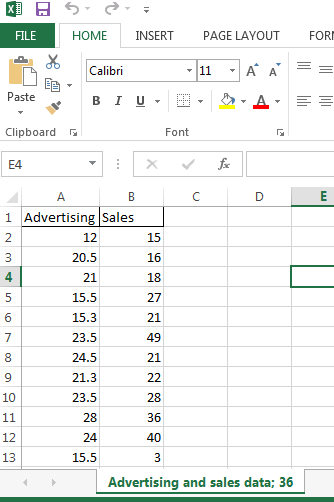 FILE HOME INSERT PAGE LAYOUT FOR
Calibri 11 A A
Paste B I U A
Clipboard Font
E4 fx
A B C D E
1 Advertising Sales
2 12 15
3 20.5 16
4 21 18
5 15.5 27
6 15.3 21
7 23.5 49
8 24.5 21
9 21.3 22
10 23.5 28
11 28 36
12 24 40
13 15.5 3
Advertising and sales data; 36